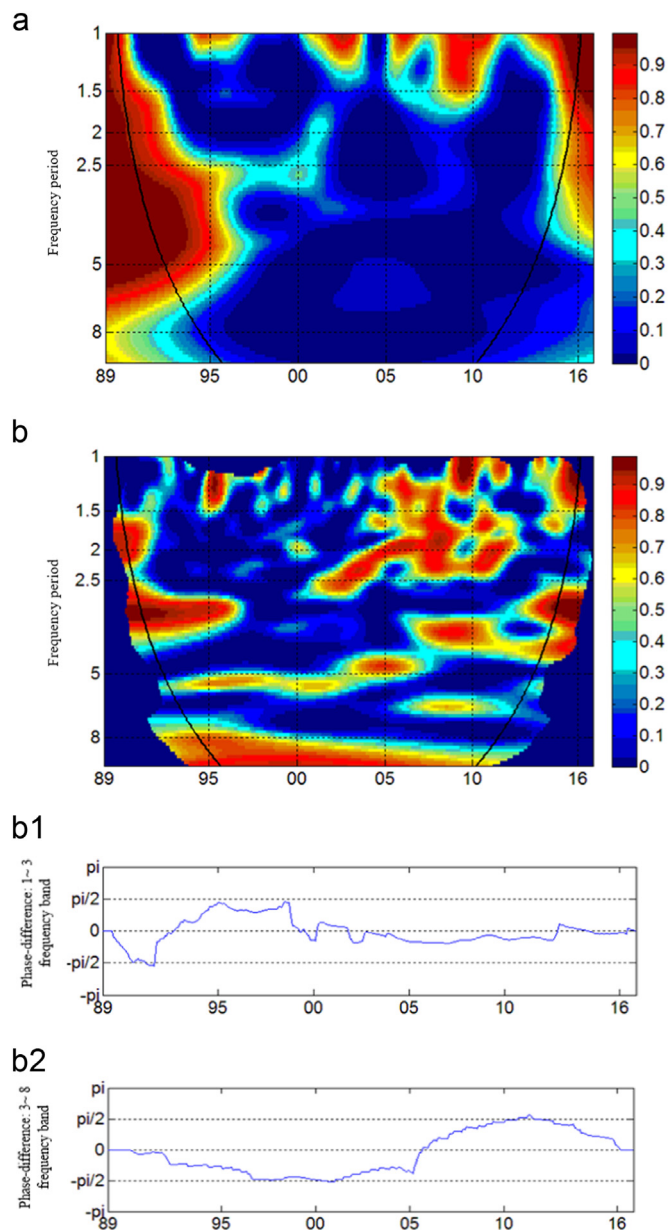 a
Frequency period
1
1.5
2
2.5
5
8
89 95 00 05 10 16
0.9
0.8
0.7
0.6
0.5
0.4
0.3
0.2
0.1
0
b
Frequency period
1
1.5
2
2.5
5
8
89 95 00 05 10 16
0.9
0.8
0.7
0.6
0.5
0.4
0.3
0.2
0.1
0
b1
Phase-difference: 1~ 3
frequency band
pi
pi/2
0
-pi/2
-pi
89 95 00 05 10 16
b2
Phase-difference: 3~ 8
frequency band
pi
pi/2
0
-pi/2
-pi
89 95 00 05 10 16